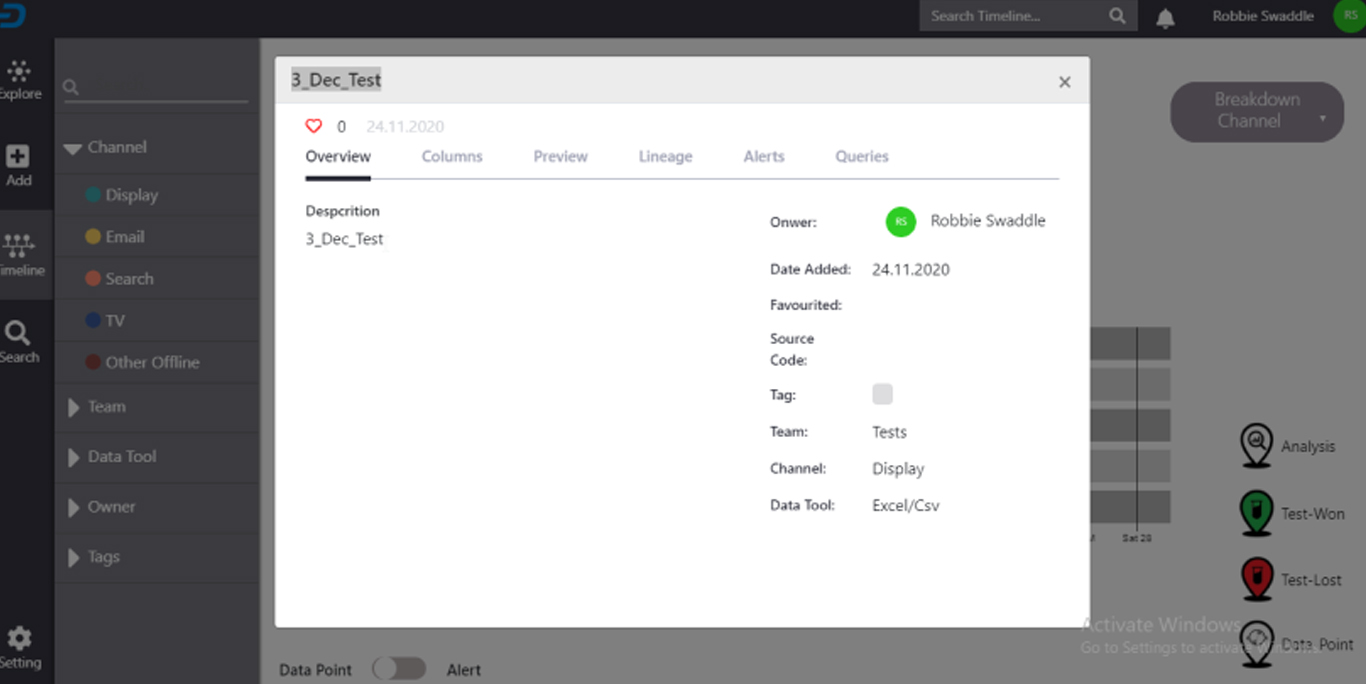 Search Timeline...
Robbie Swaddle
RS
Explore
Add
Timeline
Search
Setting
Channel
Display
Email
Search
TV
Other Offline
Team
Data Tool
Owner
Tags
3_Dec_Test
×
0 24.11.2020
Overview Columns Preview Lineage Alerts Queries
Despcrition
3_Dec_Test
Onwer: RS Robbie Swaddle
Date Added: 24.11.2020
Favourited:
Source
Code:
Tag:
Team: Tests
Channel: Display
Data Tool: Excel/Csv
Breakdown
Channel
Sat 28
Analysis
Test-Won
Test-Lost
Data Point
Activate Windows
Go to Settings to activate Windows.
Data Point Alert